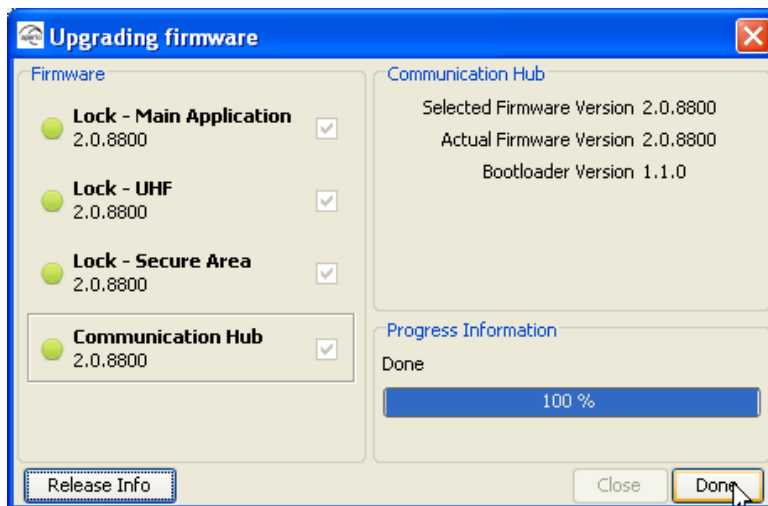 Upgrading firmware
Firmware
Lock - Main Application
2.0.8800
Lock - UHF
2.0.8800
Lock - Secure Area
2.0.8800
Communication Hub
2.0.8800
Communication Hub
Selected Firmware Version 2.0.8800
Actual Firmware Version 2.0.8800
Bootloader Version 1.1.0
Progress Information
Done
100 %
Release Info
Close
Done